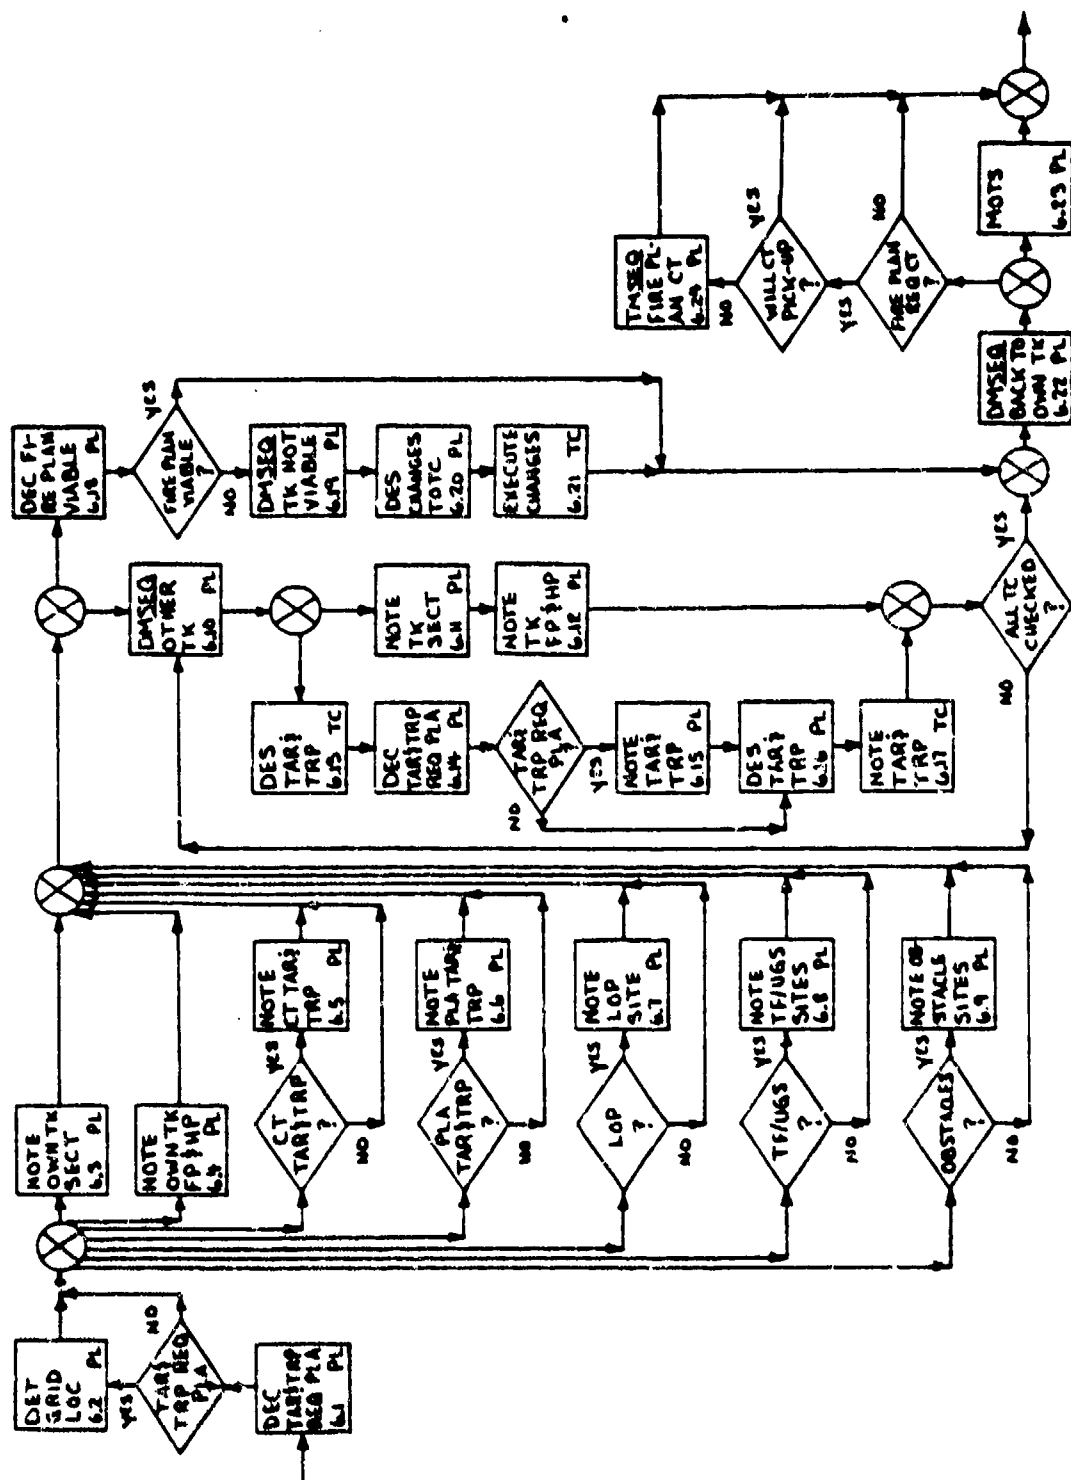 DEC
TAR}TRP
REQ PLA
6.1 PL
TAR}
TRP REQ
PLA
?
YES
NO
DET
GRID
LOC
6.2 PL
NOTE
OWN TK
SECT
6.3 PL
NOTE
OWN TK
FP}HP
6.4 PL
CT
TAR}TRP
?
YES
NO
NOTE
CT TAR}
TRP
6.5 PL
PLA
TAR}TRP
?
YES
NO
NOTE
PLA TAR}
TRP
6.6 PL
LOP
?
YES
NO
NOTE
LOP
SITE
6.7 PL
TF/UGS
?
YES
NO
NOTE
TF/UGS
SITES
6.8 PL
OBSTACLES
?
YES
NO
NOTE OB
STACLE
SITES
6.9 PL
DMSEQ
OTHER
TK
6.10 PL
NOTE
TK
SECT
6.11 PL
NOTE
TK
FP}HP
6.12 PL
DES
TAR}
TRP
6.13 TC
DEC
TAR}TRP
REQ PLA
6.14 PL
TAR}
TRP REQ
PLA
?
NO
YES
NOTE
TAR}
TRP
6.15 PL
DES
TAR}
TRP
6.16 PL
NOTE
TAR}
TRP
6.17 TC
ALL TC
CHECKED
?
NO
YES
DEC FI-
RE PLAN
VIABLE
6.18 PL
FIRE PLAN
VIABLE
?
YES
NO
DMSEQ
TK NOT
VIABLE
6.19 PL
DES
CHANGES
TOTC
6.20 PL
EXECUTE
CHANGES
6.21 TC
DMSEQ
BACK TO
OWN TK
6.22 PL
MOTS
6.23 PL
FIRE PLAN
REQ CT
?
YES
NO
WILL CT
PICK-UP
?
YES
NO
TMSEQ
FIRE PL-
AN CT
6.24 PL